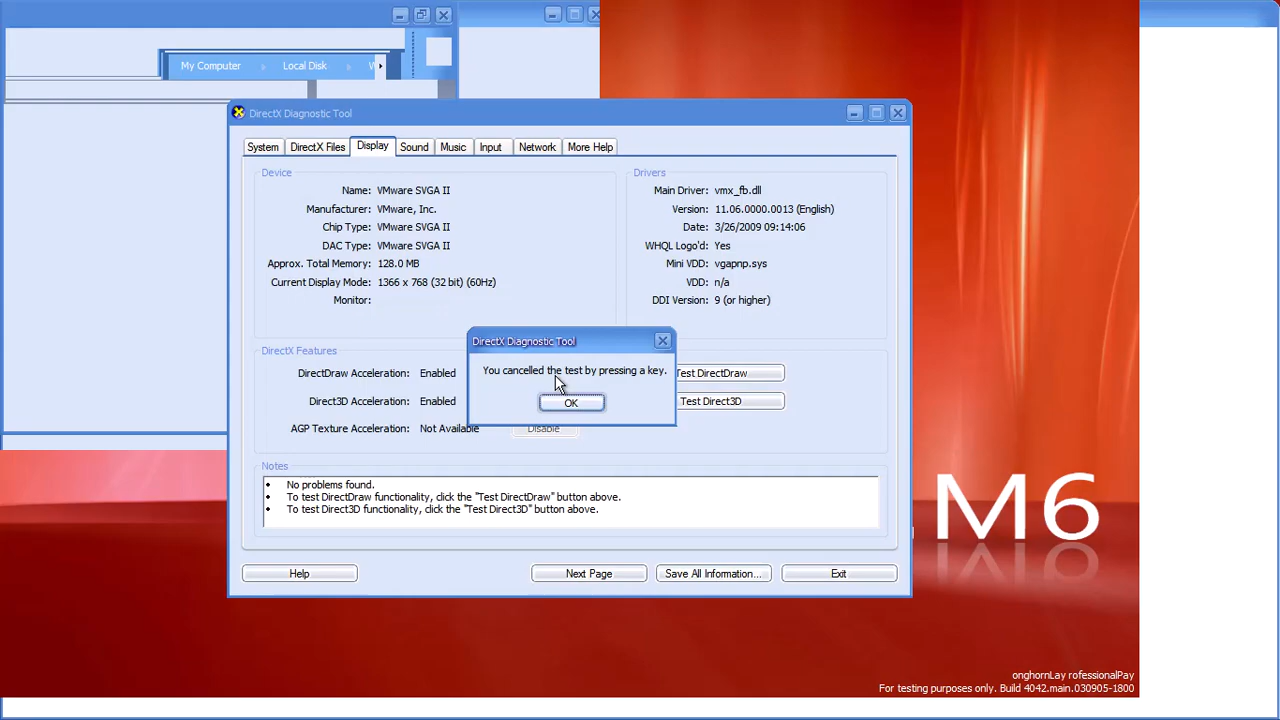 My Computer
Local Disk
DirectX Diagnostic Tool
System
DirectX Files
Display
Sound
Music
Input
Network
More Help
Device
Name: VMware SVGA II
Manufacturer: VMware, Inc.
Chip Type: VMware SVGA II
DAC Type: VMware SVGA II
Approx. Total Memory: 128.0 MB
Current Display Mode: 1366 x 768 (32 bit) (60Hz)
Monitor:
Drivers
Main Driver: vmx_fb.dll
Version: 11.06.0000.0013 (English)
Date: 3/26/2009 09:14:06
WHQL Logo'd: Yes
Mini VDD: vgapnp.sys
VDD: n/a
DDI Version: 9 (or higher)
DirectX Diagnostic Tool
You cancelled the test by pressing a key.
OK
DirectX Features
DirectDraw Acceleration: Enabled
Test DirectDraw
Direct3D Acceleration: Enabled
Test Direct3D
AGP Texture Acceleration: Not Available
Disable
Notes
• No problems found.
• To test DirectDraw functionality, click the "Test DirectDraw" button above.
• To test Direct3D functionality, click the "Test Direct3D" button above.
Help
Next Page
Save All Information...
Exit
M6
onghornLay rofessionalPay
For testing purposes only. Build 4042.main.030905-1800